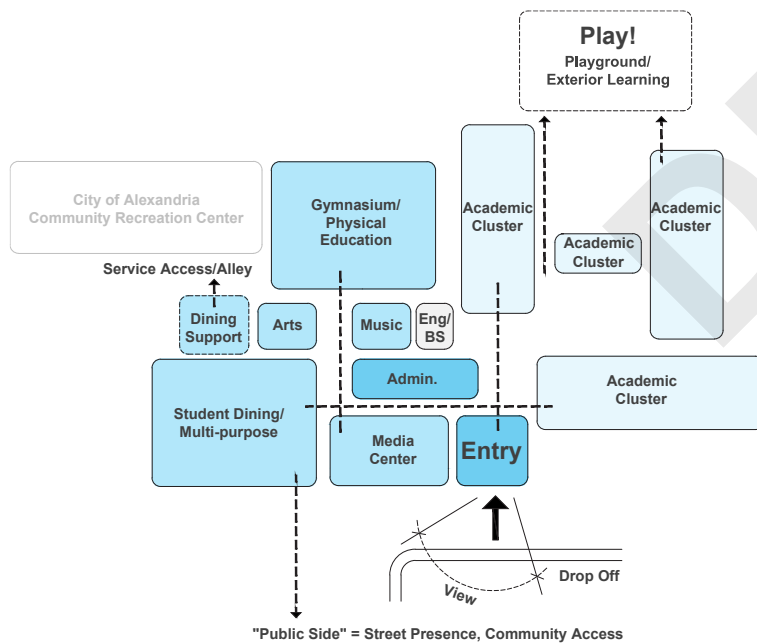 Play!
Playground/
Exterior Learning
City of Alexandria
Community Recreation Center
Gymnasium/
Physical
Education
Academic
Cluster
Academic
Cluster
Academic
Cluster
Service Access/Alley
Dining
Support
Arts
Music
Eng/
BS
Admin.
Academic
Cluster
Student Dining/
Multi-purpose
Media
Center
Entry
Drop Off
View
"Public Side" = Street Presence, Community Access